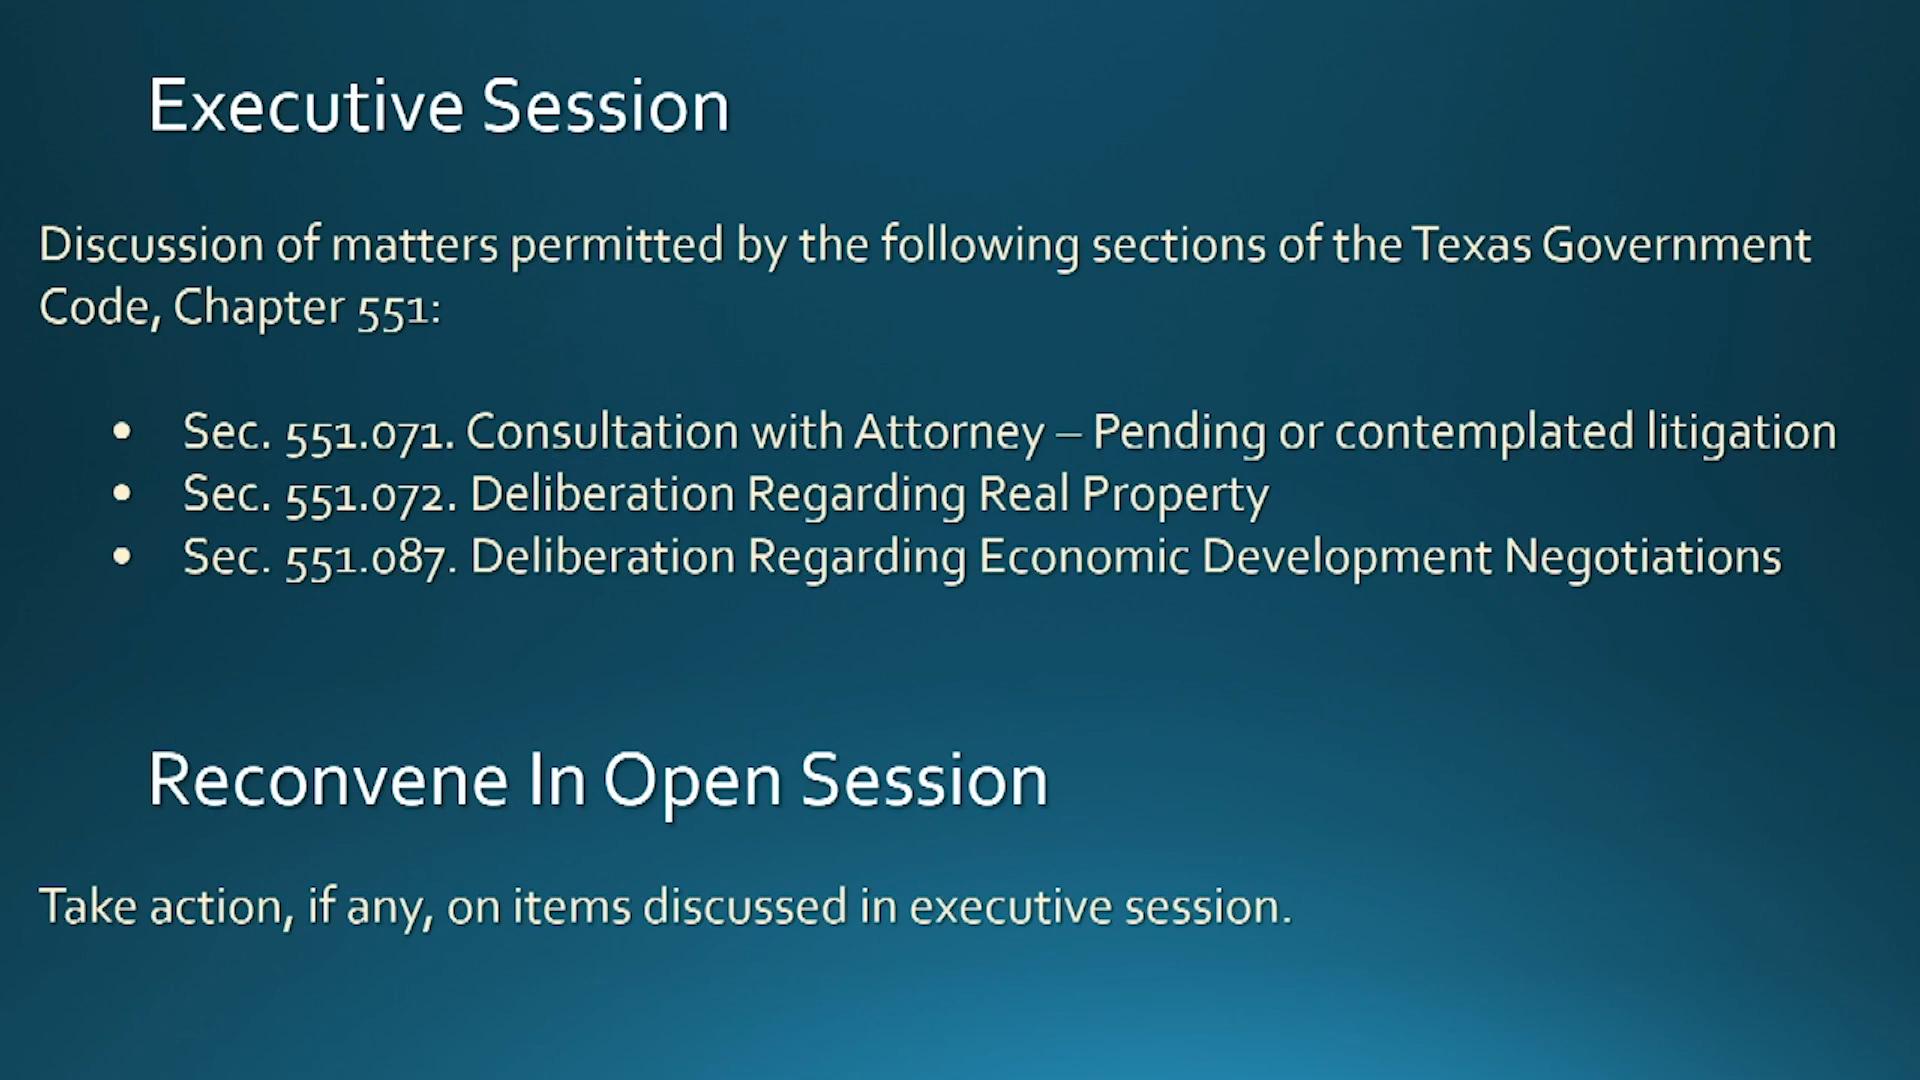 Executive Session
Discussion of matters permitted by the following sections of the Texas Government
Code, Chapter 551:
• Sec. 551.071. Consultation with Attorney – Pending or contemplated litigation
• Sec. 551.072. Deliberation Regarding Real Property
• Sec. 551.087. Deliberation Regarding Economic Development Negotiations
Reconvene In Open Session
Take action, if any, on items discussed in executive session.